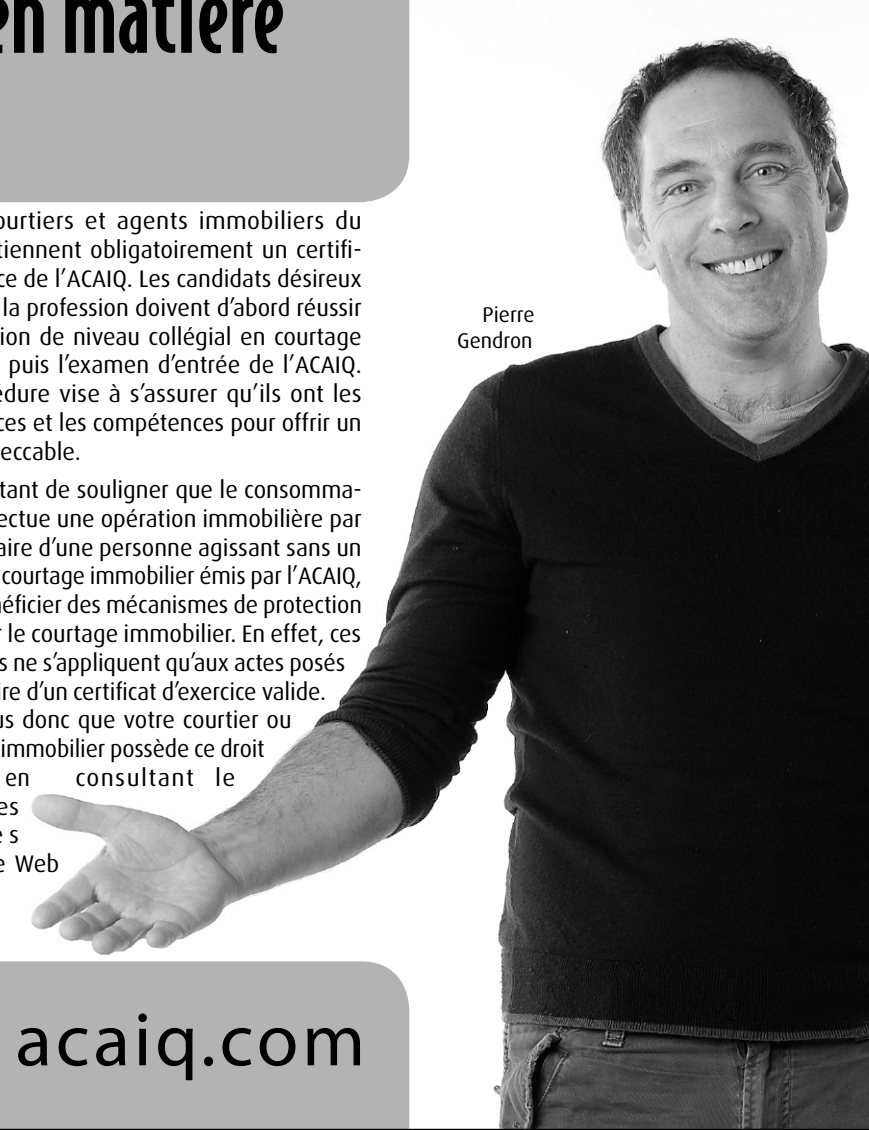 en matière
ourtiers et agents immobiliers du
tiennent obligatoirement un certifi-
ce de l'ACAIQ. Les candidats désireux
la profession doivent d'abord réussir
ion de niveau collégial en courtage
puis l'examen d'entrée de l'ACAIQ.
édure vise à s'assurer qu'ils ont les
ces et les compétences pour offrir un
eccable.
tant de souligner que le consomma-
ectue une opération immobilière par
aire d'une personne agissant sans un
courtage immobilier émis par l'ACAIQ,
néficier des mécanismes de protection
r le courtage immobilier. En effet, ces
s ne s'appliquent qu'aux actes posés
ire d'un certificat d'exercice valide.
us donc que votre courtier ou
immobilier possède ce droit
en consultant le
es
e s
e Web
Pierre
Gendron
acaiq.com